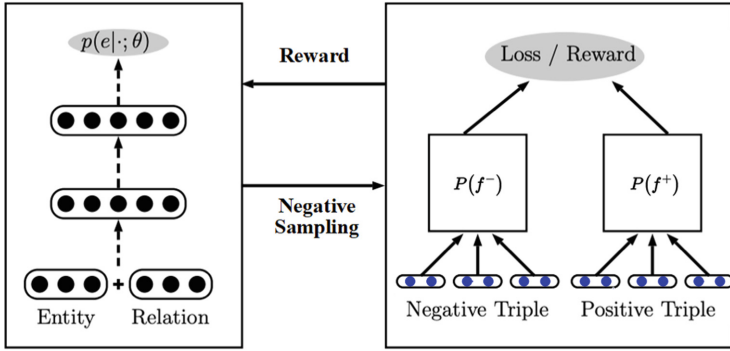 p(e|·;θ)
Entity
+
Relation
Reward
Negative
Sampling
Loss / Reward
P(f⁻)
P(f⁺)
Negative Triple
Positive Triple